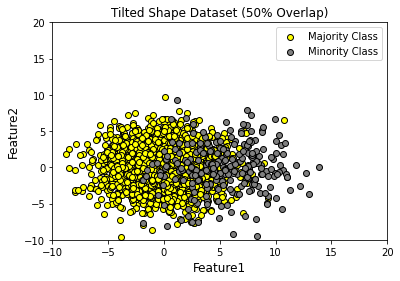 Tilted Shape Dataset (50% Overlap)
Majority Class
Minority Class
20
15
10
5
0
−5
−10
Feature2
−10 −5 0 5 10 15 20
Feature1